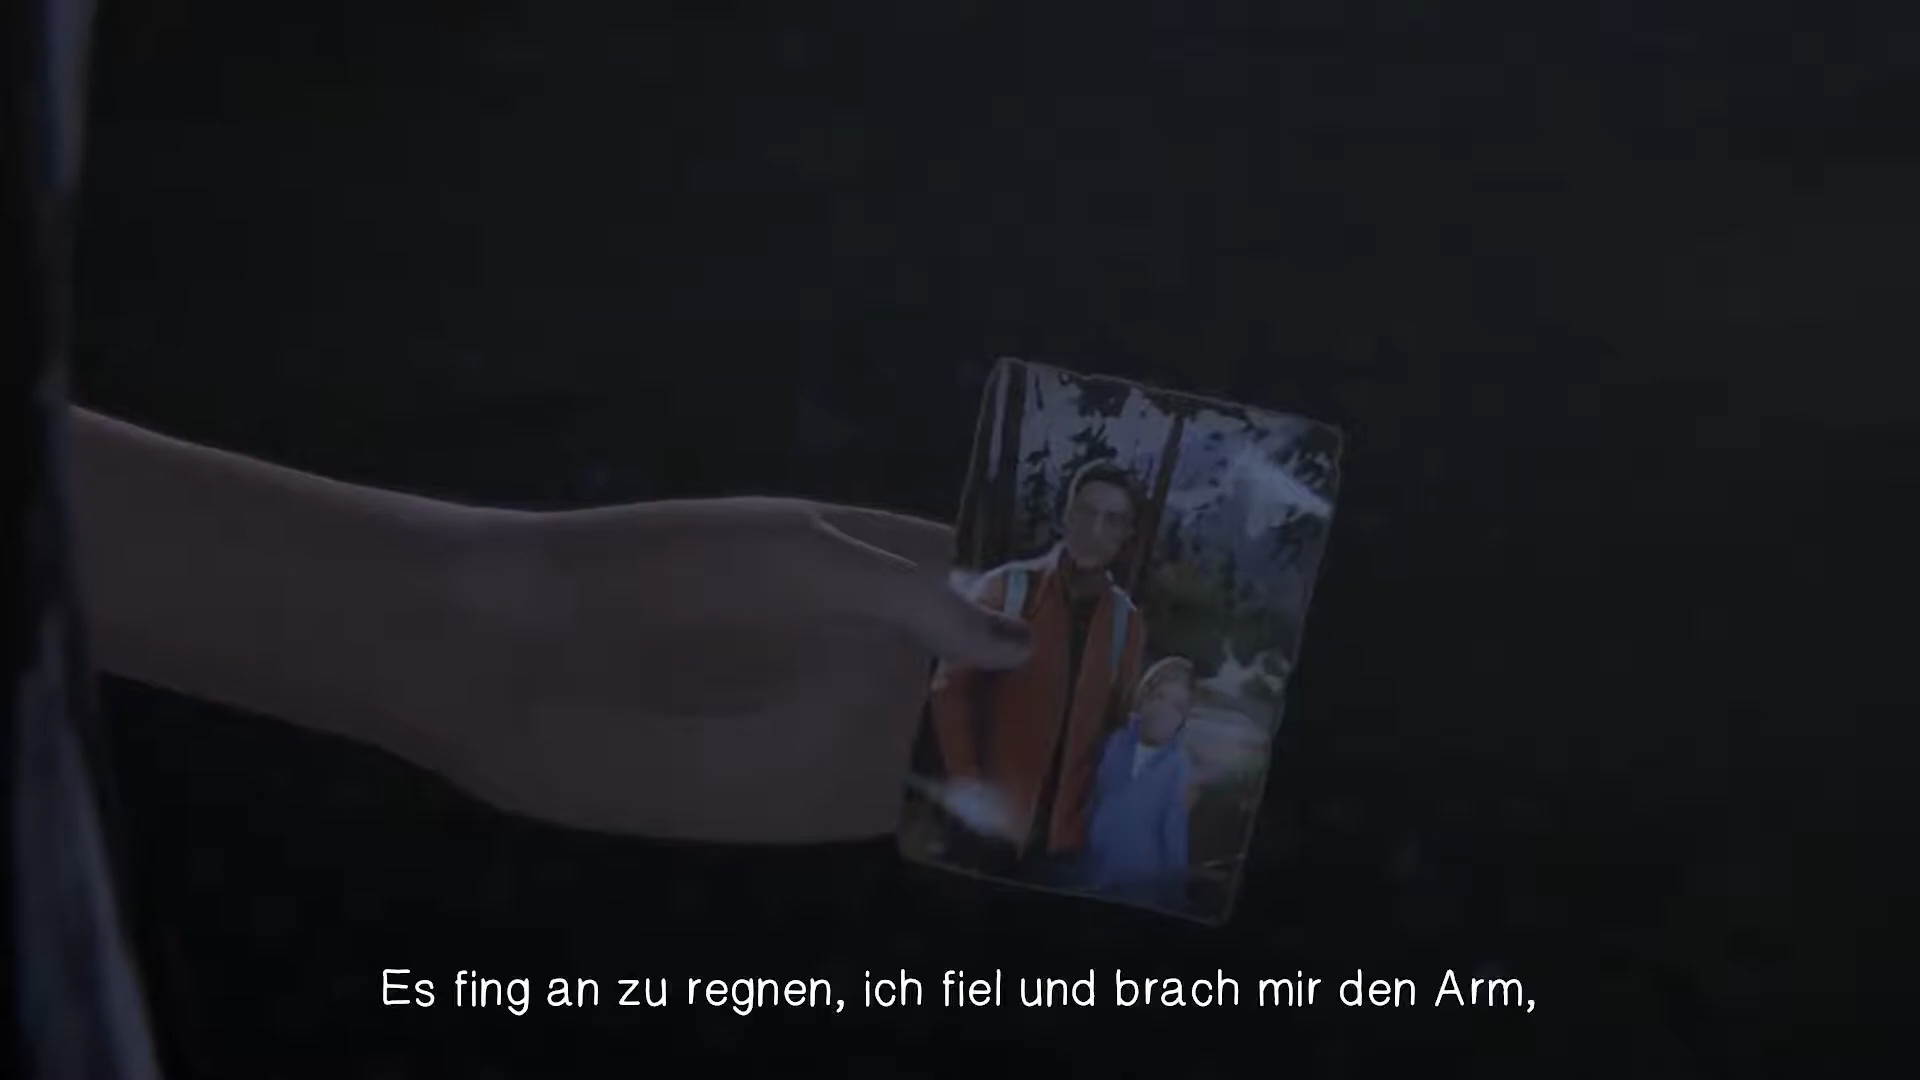 Es fing an zu regnen, ich fiel und brach mir den Arm,